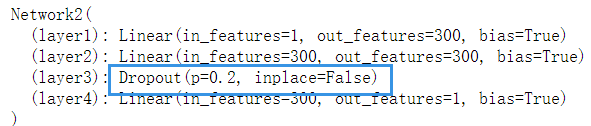 Network2(
(layer1): Linear(in_features=1, out_features=300, bias=True)
(layer2): Linear(in_features=300, out_features=300, bias=True)
(layer3): Dropout(p=0.2, inplace=False)
(layer4): Linear(in_features=300, out_features=1, bias=True)
)